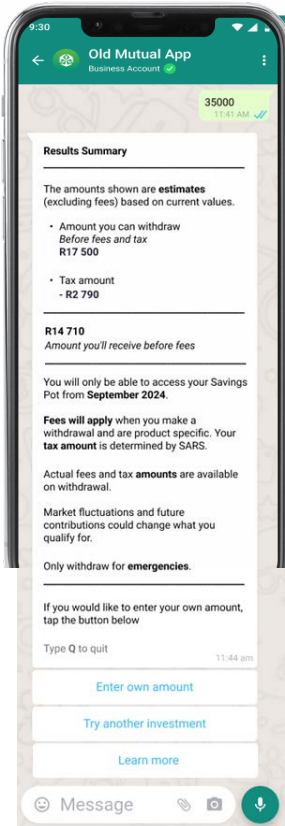 9:30
Old Mutual App
Business Account
35000
11:41 AM
Results Summary
The amounts shown are estimates
(excluding fees) based on current values.
• Amount you can withdraw
Before fees and tax
R17 500
• Tax amount
- R2 790
R14 710
Amount you'll receive before fees
You will only be able to access your Savings
Pot from September 2024.
Fees will apply when you make a
withdrawal and are product specific. Your
tax amount is determined by SARS.
Actual fees and tax amounts are available
on withdrawal.
Market fluctuations and future
contributions could change what you
qualify for.
Only withdraw for emergencies.
If you would like to enter your own amount,
tap the button below
Type Q to quit
11:44 am
Enter own amount
Try another investment
Learn more
Message